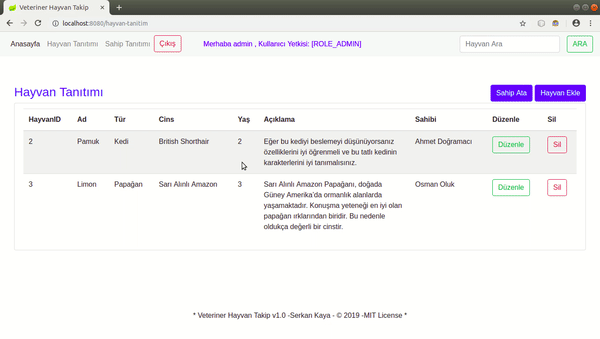 Veteriner Hayvan Takip
localhost:8080/hayvan-tanitim
Anasayfa Hayvan Tanıtımı Sahip Tanıtımı Çıkış Merhaba admin , Kullanıcı Yetkisi: [ROLE_ADMIN] Hayvan Ara ARA
Hayvan Tanıtımı Sahip Ata Hayvan Ekle
HayvanID Ad Tür Cins Yaş Açıklama Sahibi Düzenle Sil
2 Pamuk Kedi British Shorthair 2 Eğer bu kediyi beslemeyi düşünüyorsanız Ahmet Doğramacı Düzenle Sil
özelliklerini iyi öğrenmeli ve bu tatlı kedinin
karakterlerini iyi tanımalısınız.
3 Limon Papağan Sarı Alınlı Amazon 3 Sarı Alınlı Amazon Papağanı, doğada Osman Oluk Düzenle Sil
Güney Amerika'da ormanlık alanlarda
yaşamaktadır. Konuşma yeteneği en iyi olan
papağan ırklarından biridir. Bu nedenle
oldukça değerli bir cinstir.
* Veteriner Hayvan Takip v1.0 -Serkan Kaya - © 2019 -MIT License *